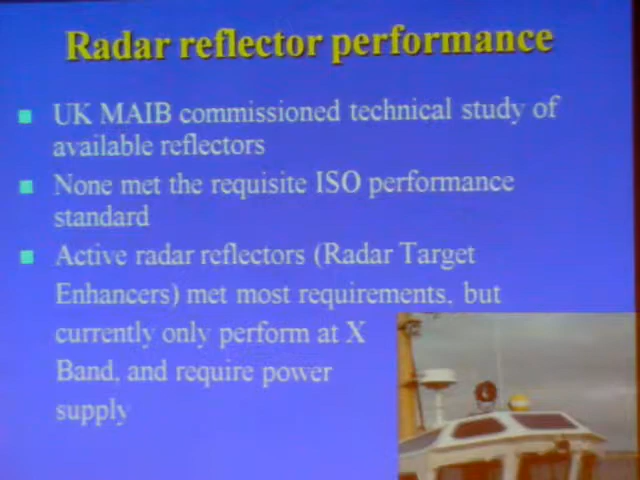 Radar reflector performance
UK MAIB commissioned technical study of
available reflectors
None met the requisite ISO performance
standard
Active radar reflectors (Radar Target
Enhancers) met most requirements, but
currently only perform at X
Band, and require power
supply